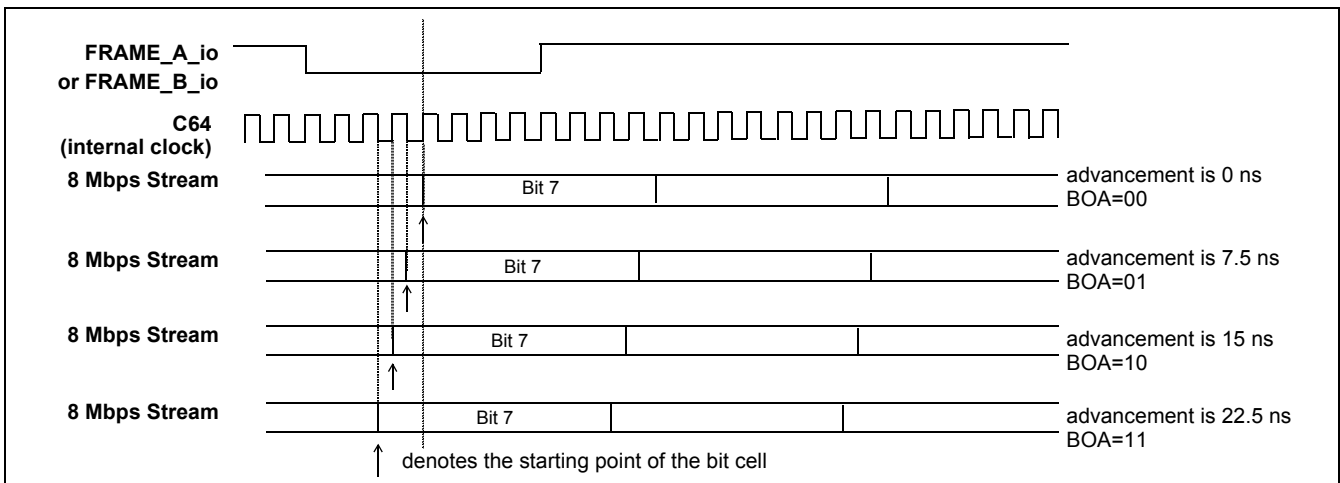 FRAME_A_io
or FRAME_B_io
C64
(internal clock)
8 Mbps Stream
Bit 7
advancement is 0 ns
BOA=00
8 Mbps Stream
Bit 7
advancement is 7.5 ns
BOA=01
8 Mbps Stream
Bit 7
advancement is 15 ns
BOA=10
8 Mbps Stream
Bit 7
advancement is 22.5 ns
BOA=11
denotes the starting point of the bit cell